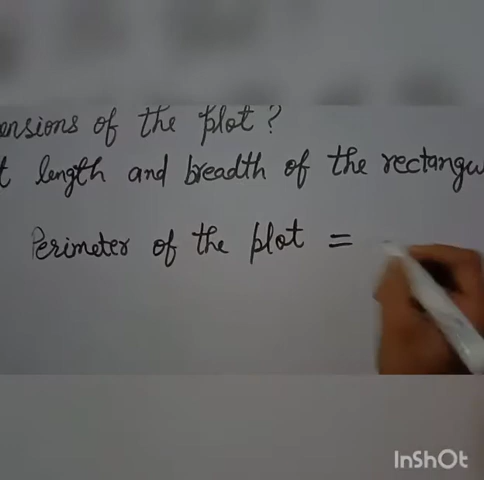 ensions of the plot?
t length and breadth of the rectangu
Perimeter of the plot =
InShOt